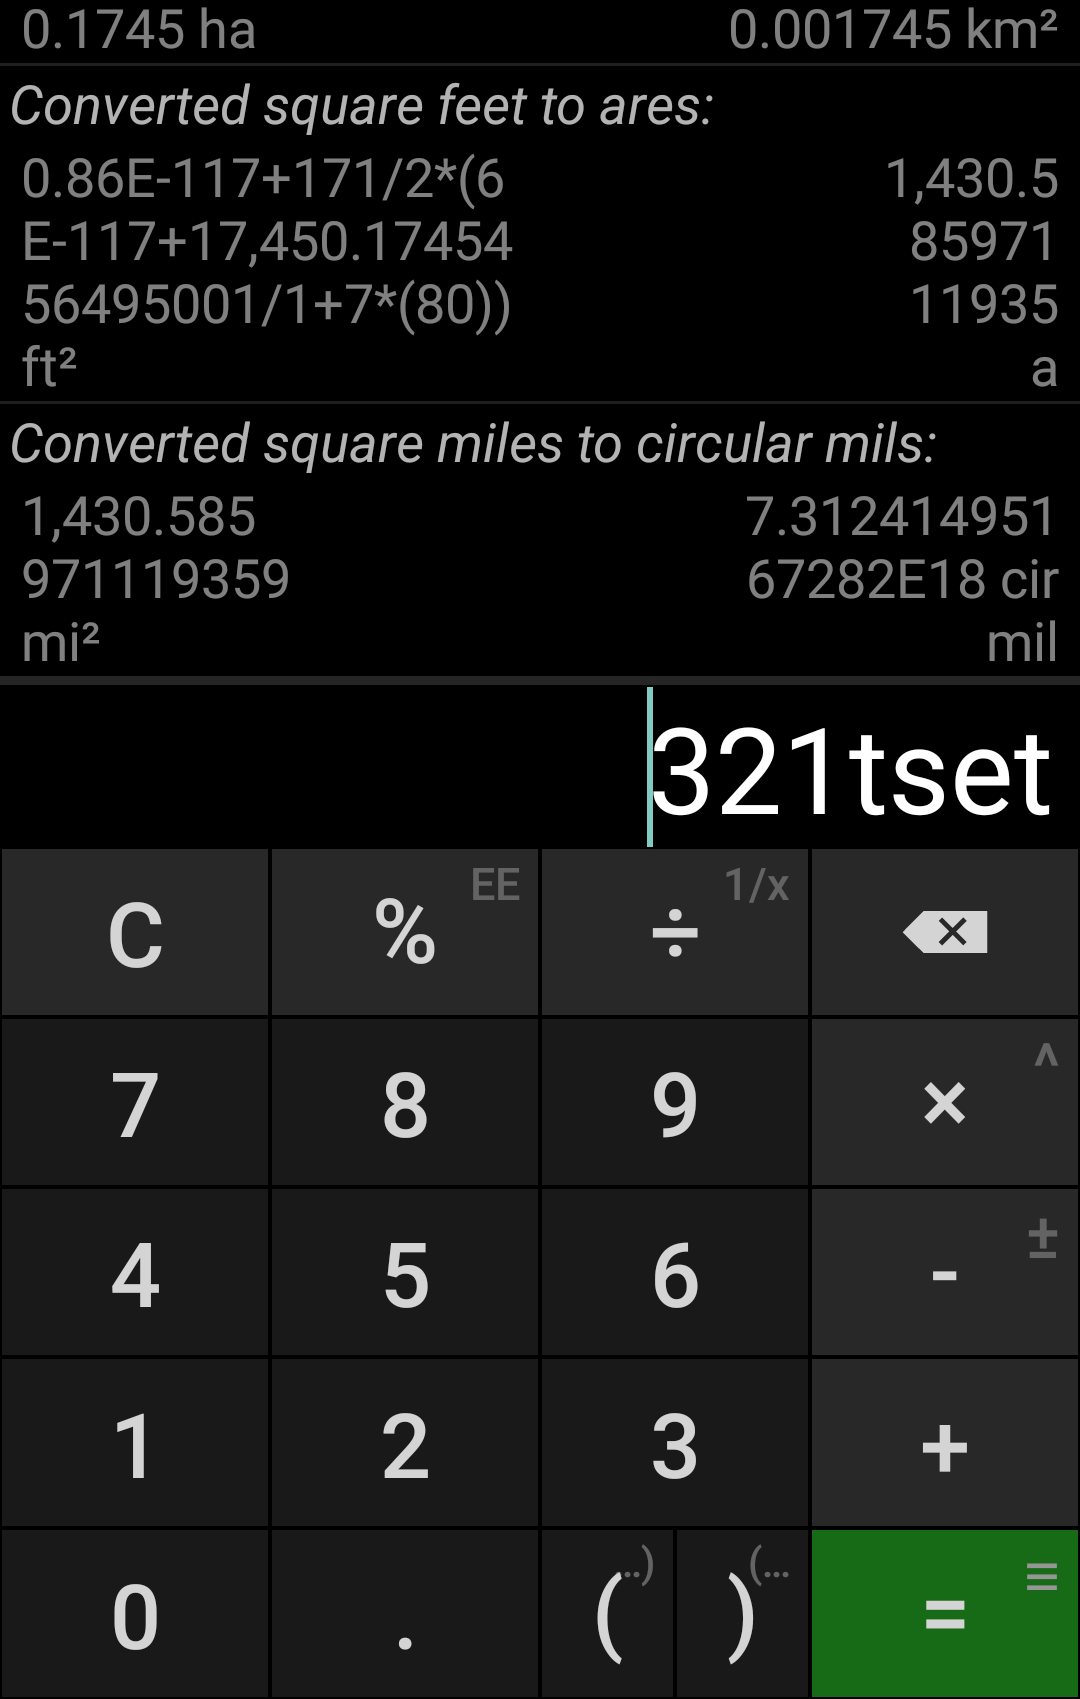 0.1745 ha 0.001745 km²
Converted square feet to ares:
0.86E-117+171/2*(6 1,430.5
E-117+17,450.17454 85971
56495001/1+7*(80)) 11935
ft² a
Converted square miles to circular mils:
1,430.585 7.312414951
971119359 67282E18 cir
mi² mil
321tset
C % EE ÷ 1/x
7 8 9 × ^
4 5 6 - ±
1 2 3 + 
0 . ( ..) ) (... = ≡